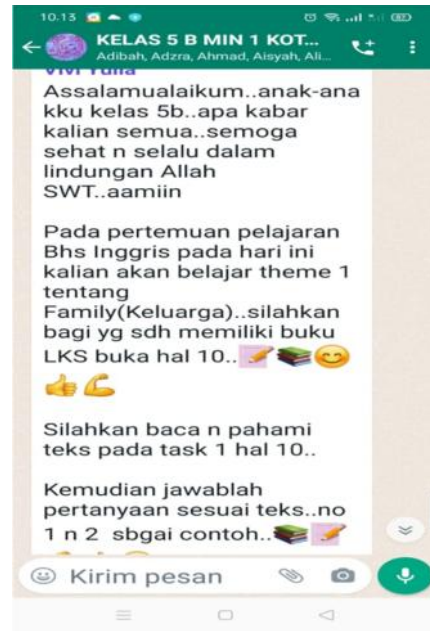 10.13
KELAS 5 B MIN 1 KOT...
Adibah, Adzra, Ahmad, Aisyah, Ali...
Vivi Yulia
Assalamualaikum..anak-ana
kku kelas 5b..apa kabar
kalian semua..semoga
sehat n selalu dalam
lindungan Allah
SWT..aamiin
Pada pertemuan pelajaran
Bhs Inggris pada hari ini
kalian akan belajar theme 1
tentang
Family(Keluarga)..silahkan
bagi yg sdh memiliki buku
LKS buka hal 10..
Silahkan baca n pahami
teks pada task 1 hal 10..
Kemudian jawablah
pertanyaan sesuai teks..no
1 n 2 sbgai contoh..
Kirim pesan